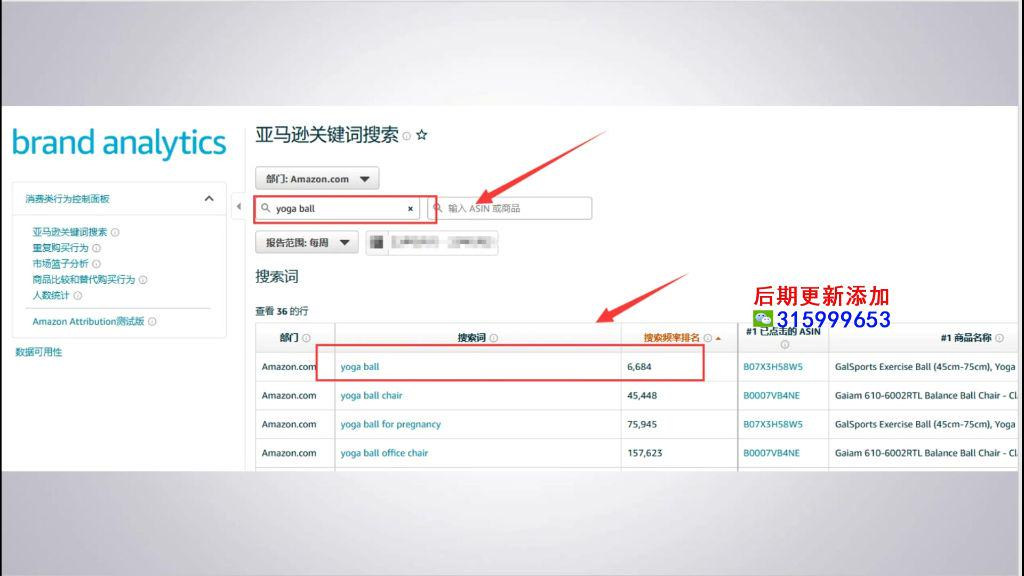 brand analytics
消费类行为控制面板
亚马逊关键词搜索
重复购买行为
市场篮子分析
商品比较和替代购买行为
人数统计
Amazon Attribution测试版
数据可用性
亚马逊关键词搜索
部门: Amazon.com
yoga ball ×
输入 ASIN 或商品
报告范围: 每周
搜索词
查看 36 的行
后期更新添加
315999653
部门 搜索词 搜索频率排名 #1 已点击的 ASIN #1 商品名称
Amazon.com yoga ball 6,684 B07X3H58W5 GalSports Exercise Ball (45cm-75cm), Yoga
Amazon.com yoga ball chair 45,448 B0007VB4NE Gaiam 610-6002RTL Balance Ball Chair - Cl
Amazon.com yoga ball for pregnancy 75,945 B07X3H58W5 GalSports Exercise Ball (45cm-75cm), Yoga
Amazon.com yoga ball office chair 157,623 B0007VB4NE Gaiam 610-6002RTL Balance Ball Chair - Cl